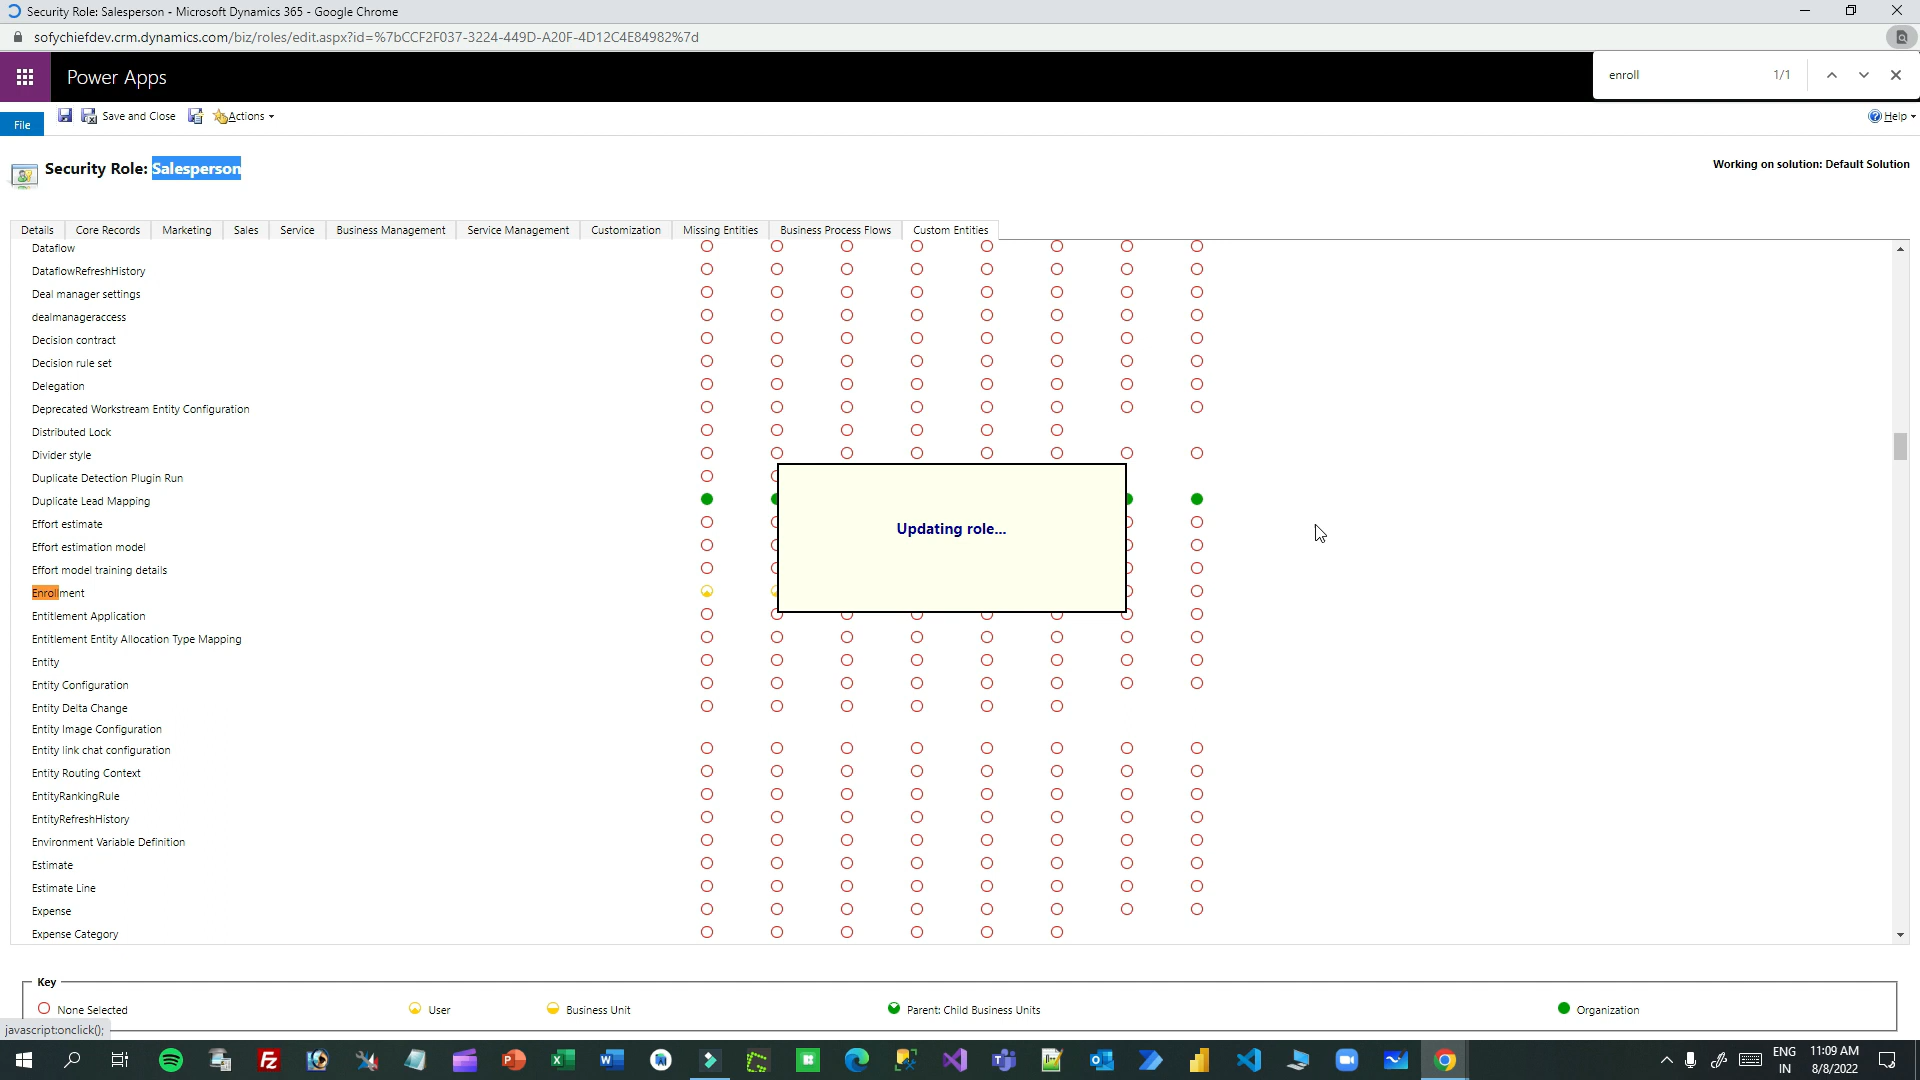 Security Role: Salesperson - Microsoft Dynamics 365 - Google Chrome
sofychiefdev.crm.dynamics.com/biz/roles/edit.aspx?id=%7bCCF2F037-3224-449D-A20F-4D12C4E84982%7d
Power Apps
enroll 1/1
File Save and Close Actions Help
Security Role: Salesperson
Working on solution: Default Solution
Details Core Records Marketing Sales Service Business Management Service Management Customization Missing Entities Business Process Flows Custom Entities
Dataflow
DataflowRefreshHistory
Deal manager settings
dealmanageraccess
Decision contract
Decision rule set
Delegation
Deprecated Workstream Entity Configuration
Distributed Lock
Divider style
Duplicate Detection Plugin Run
Duplicate Lead Mapping
Effort estimate
Updating role...
Effort estimation model
Effort model training details
Enrollment
Entitlement Application
Entitlement Entity Allocation Type Mapping
Entity
Entity Configuration
Entity Delta Change
Entity Image Configuration
Entity link chat configuration
Entity Routing Context
EntityRankingRule
EntityRefreshHistory
Environment Variable Definition
Estimate
Estimate Line
Expense
Expense Category
Key
None Selected User Business Unit Parent: Child Business Units Organization
javascript:onclick();
ENG 11:09 AM
IN 8/8/2022